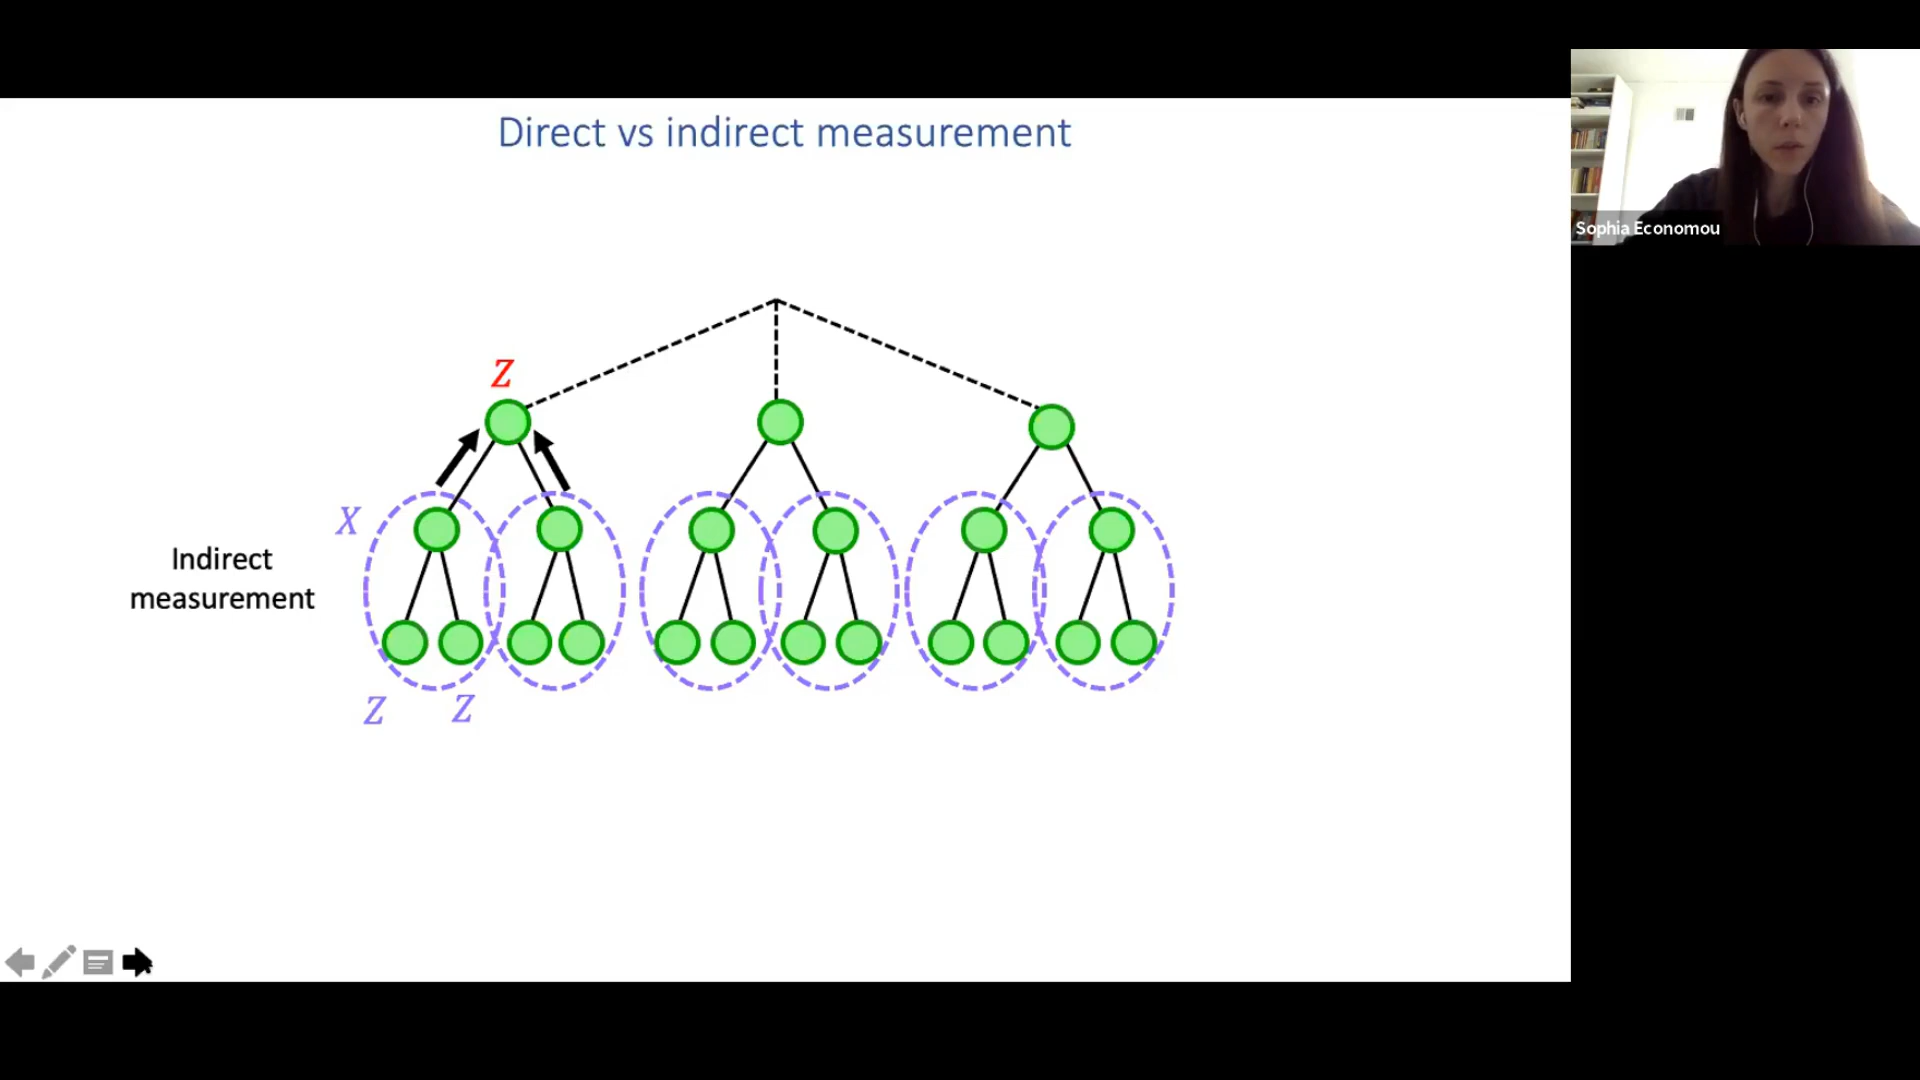 Direct vs indirect measurement
Sophia Economou
Z
X
Indirect
measurement
Z Z